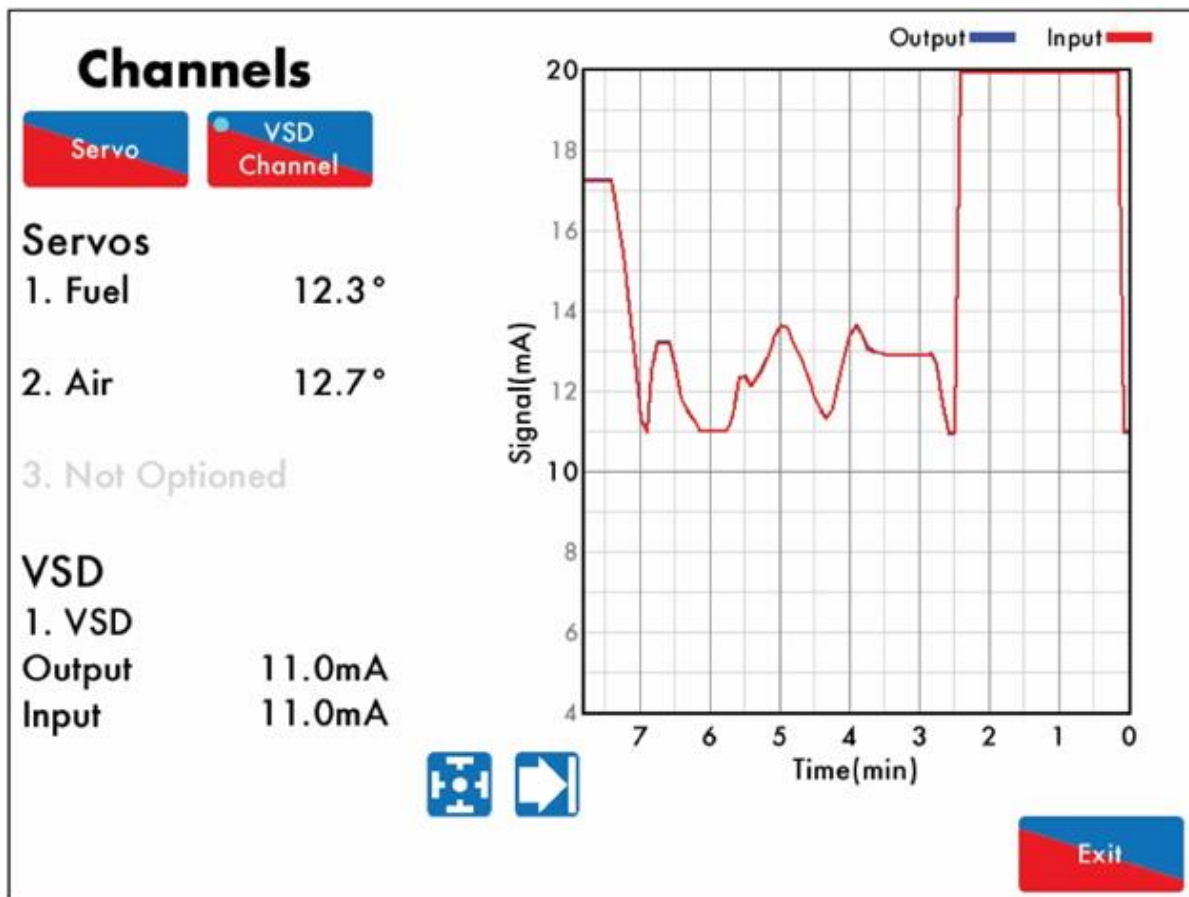 Channels
Servo
VSD
Channel
Servos
1. Fuel 12.3°
2. Air 12.7°
3. Not Optioned
VSD
1. VSD
Output 11.0mA
Input 11.0mA
Output Input
20
18
16
14
12
10
8
6
4
Signal(mA)
7 6 5 4 3 2 1 0
Time(min)
Exit